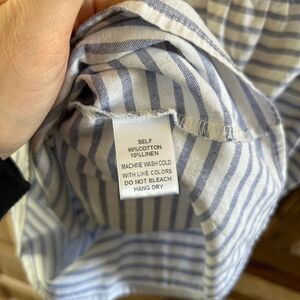 SELF
90%COTTON
10%LINEN
MACHINE WASH COLD
WITH LIKE COLORS
DO NOT BLEACH
HANG DRY